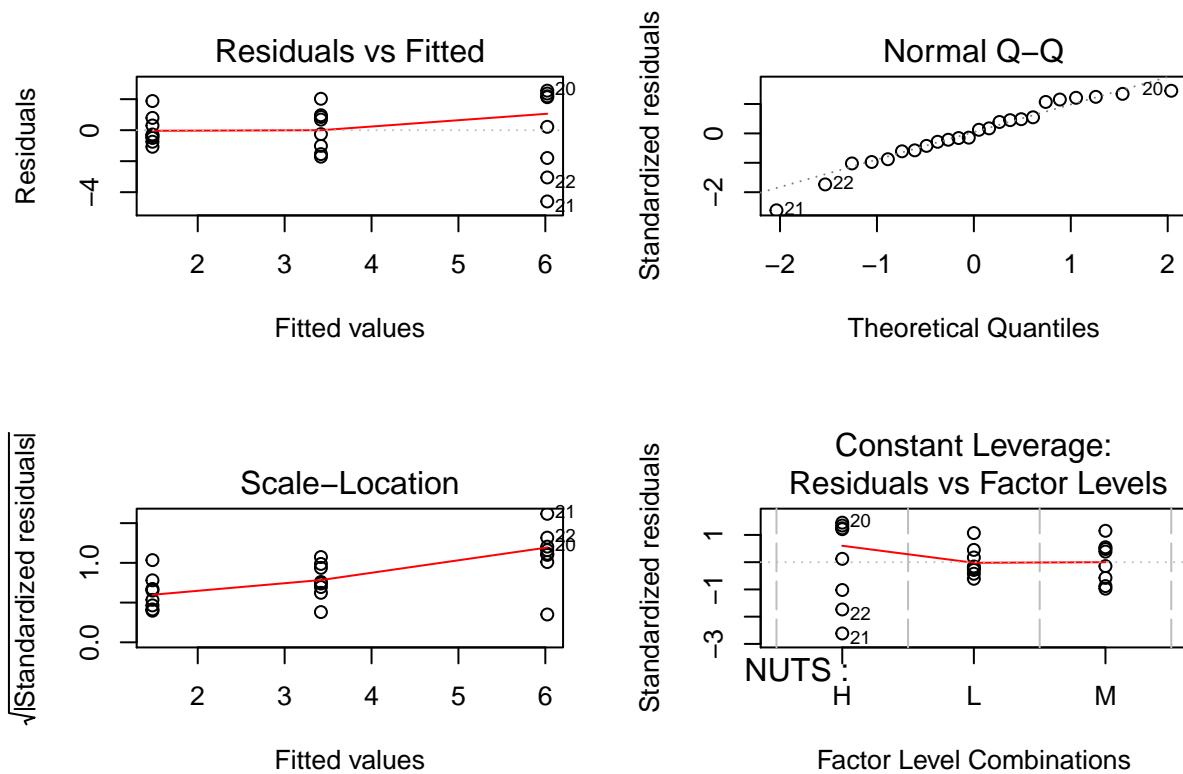 Residuals vs Fitted
Residuals
0
−4
20
22
21
2 3 4 5 6
Fitted values
Normal Q−Q
Standardized residuals
0
−2
20
22
21
−2 −1 0 1 2
Theoretical Quantiles
Scale−Location
√|Standardized residuals|
1.0
0.0
21
22
20
2 3 4 5 6
Fitted values
Constant Leverage:
Residuals vs Factor Levels
Standardized residuals
1
−1
−3
20
22
21
NUTS :
H L M
Factor Level Combinations